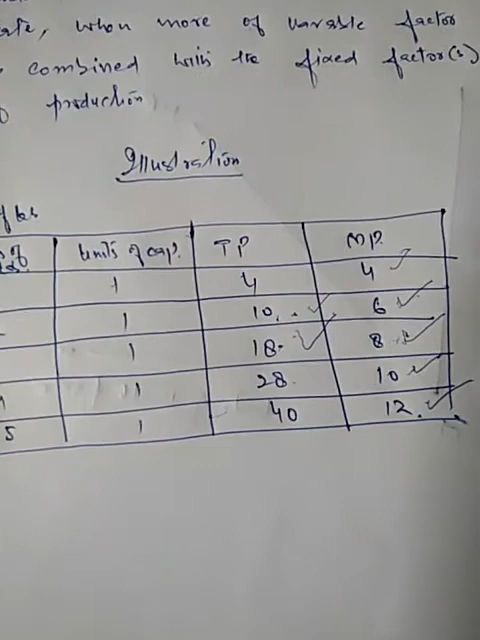 ate, when more of variable factor
combined with the fixed factor(s)
production
Illustration
Units of cap. TP MP.
1 4 4
1 10. 6
1 18. 8
1 28. 10
5 1 40 12.